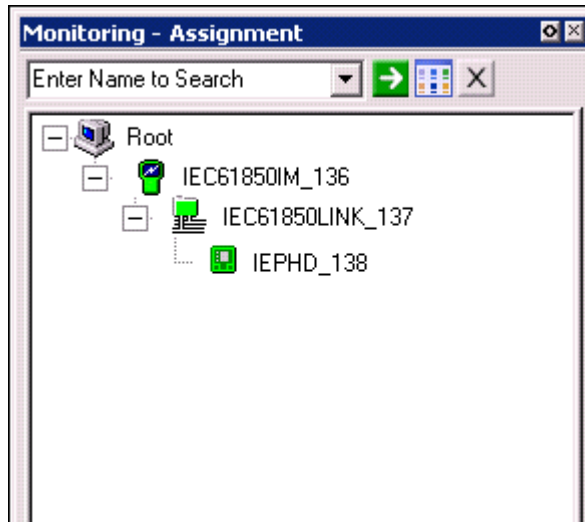 Monitoring - Assignment
Enter Name to Search
Root
IEC61850IM_136
IEC61850LINK_137
IEPHD_138